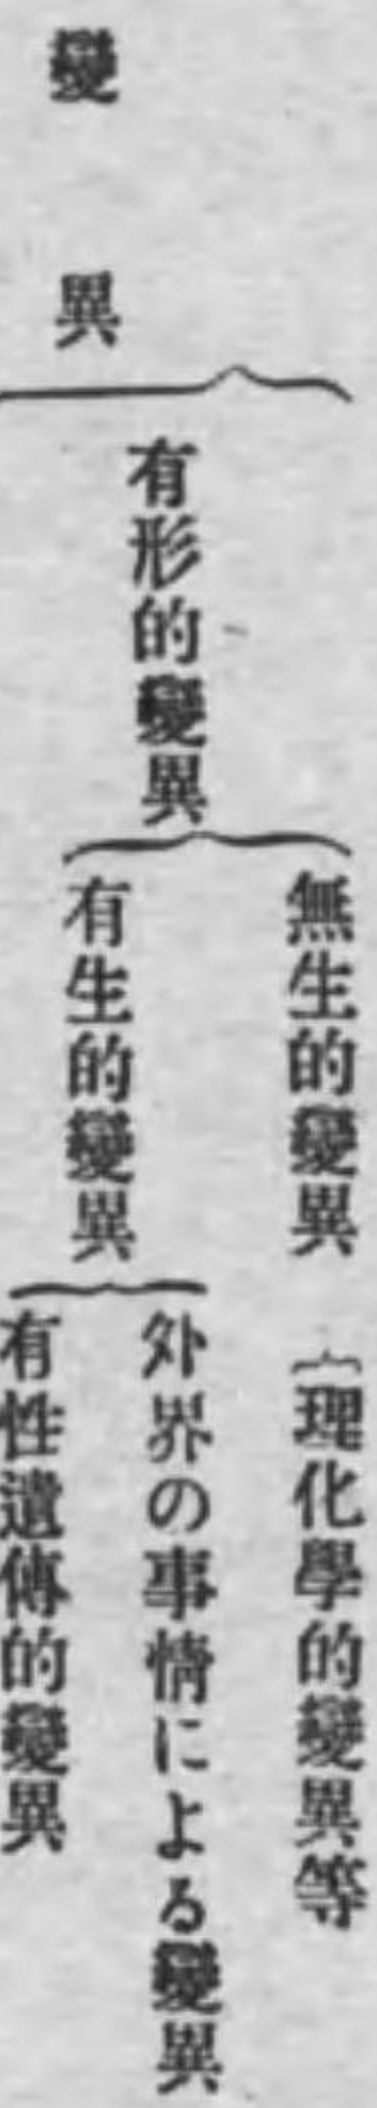 變異
有形的變異
無生的變異
理化學的變異等
有生的變異
外界の事情による變異
有性遺傳的變異